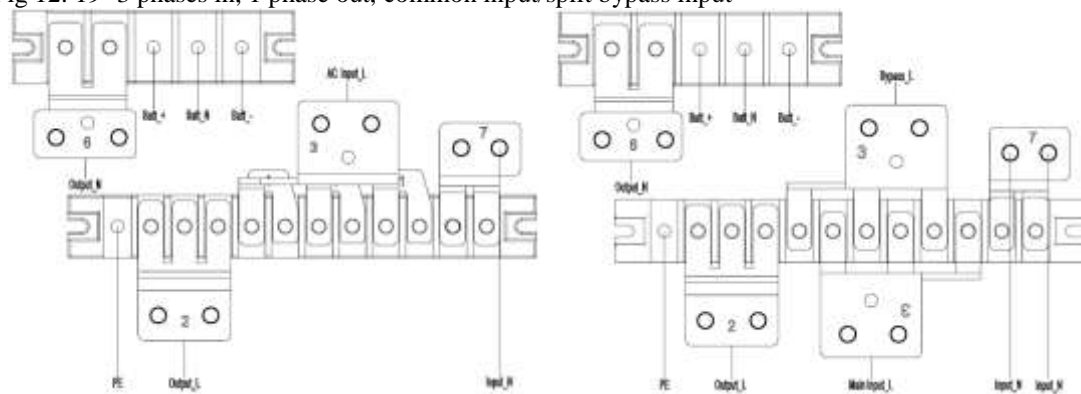 Fig 12. 19- 3 phases in, 1 phase out, common input/split bypass input
AC Input_L
Bypass_L
Batt_+ Batt_N Batt_-
Batt_+ Batt_N Batt_-
6
3
7
6
3
7
Output_N
Output_N
1
2
2
3
PE Output_L Input_N
PE Output_L Main Input_L Input_N Input_N